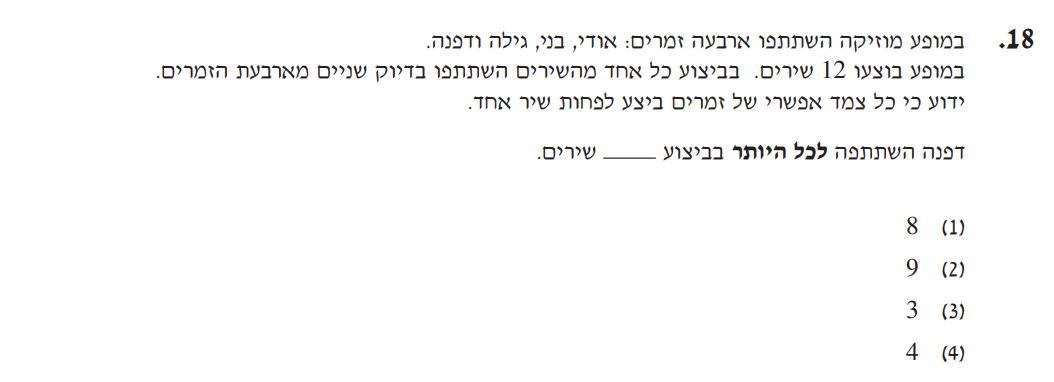 18. במופע מוזיקה השתתפו ארבעה זמרים: אודי, בני, גילה ודפנה.
במופע בוצעו 12 שירים. בביצוע כל אחד מהשירים השתתפו בדיוק שניים מארבעת הזמרים.
ידוע כי כל צמד אפשרי של זמרים ביצע לפחות שיר אחד.
דפנה השתתפה לכל היותר בביצוע _____ שירים.
(1) 8
(2) 9
(3) 3
(4) 4